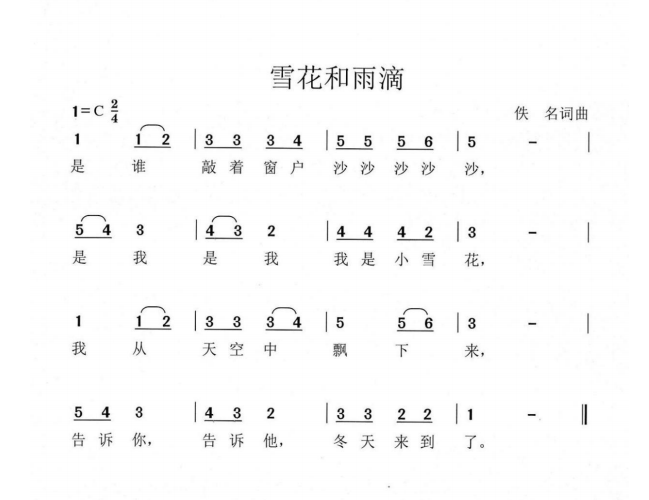 雪花和雨滴
1=C 2/4
佚 名词曲
1 1 2 | 3 3 3 4 | 5 5 5 6 | 5 – |
是 谁 敲着窗户 沙沙沙沙 沙，
5 4 3 | 4 3 2 | 4 4 4 2 | 3 – |
是 我 是 我 我是小雪 花，
1 1 2 | 3 3 3 4 | 5 5 6 | 3 – |
我 从 天空中 飘 下 来，
5 4 3 | 4 3 2 | 3 3 2 2 | 1 – ‖
告诉你， 告诉他， 冬天来到 了。